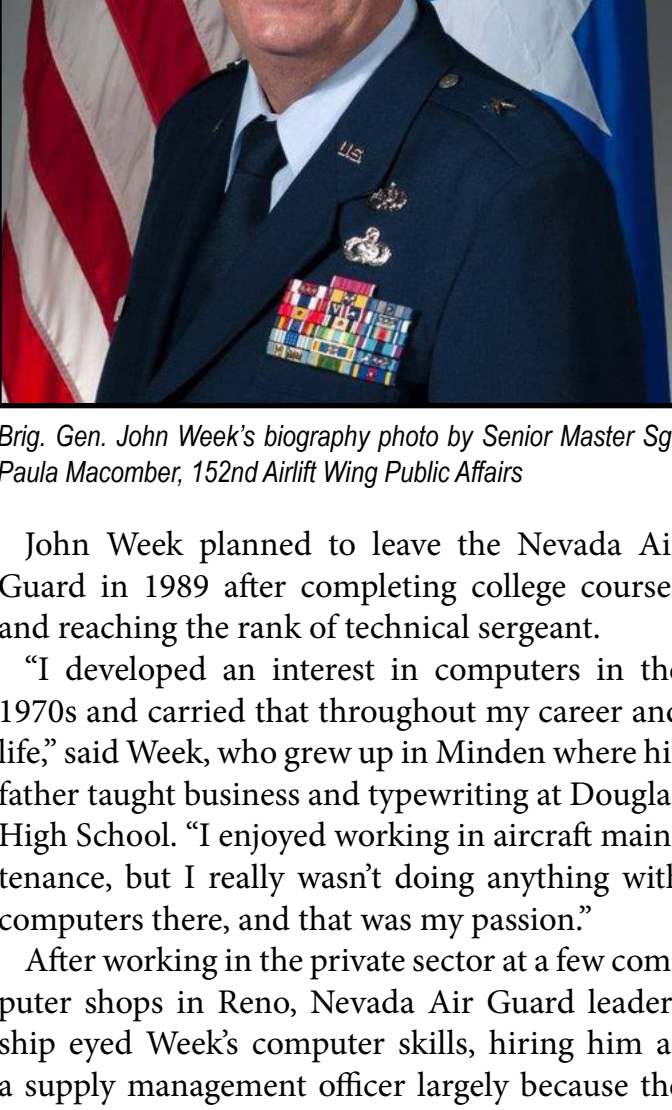 U.S.
Brig. Gen. John Week's biography photo by Senior Master Sg
Paula Macomber, 152nd Airlift Wing Public Affairs
John Week planned to leave the Nevada Ai
Guard in 1989 after completing college course
and reaching the rank of technical sergeant.
“I developed an interest in computers in the
1970s and carried that throughout my career and
life,” said Week, who grew up in Minden where hi
father taught business and typewriting at Dougla
High School. “I enjoyed working in aircraft main
tenance, but I really wasn’t doing anything with
computers there, and that was my passion.”
After working in the private sector at a few com
puter shops in Reno, Nevada Air Guard leader
ship eyed Week’s computer skills, hiring him a
a supply management officer largely because the